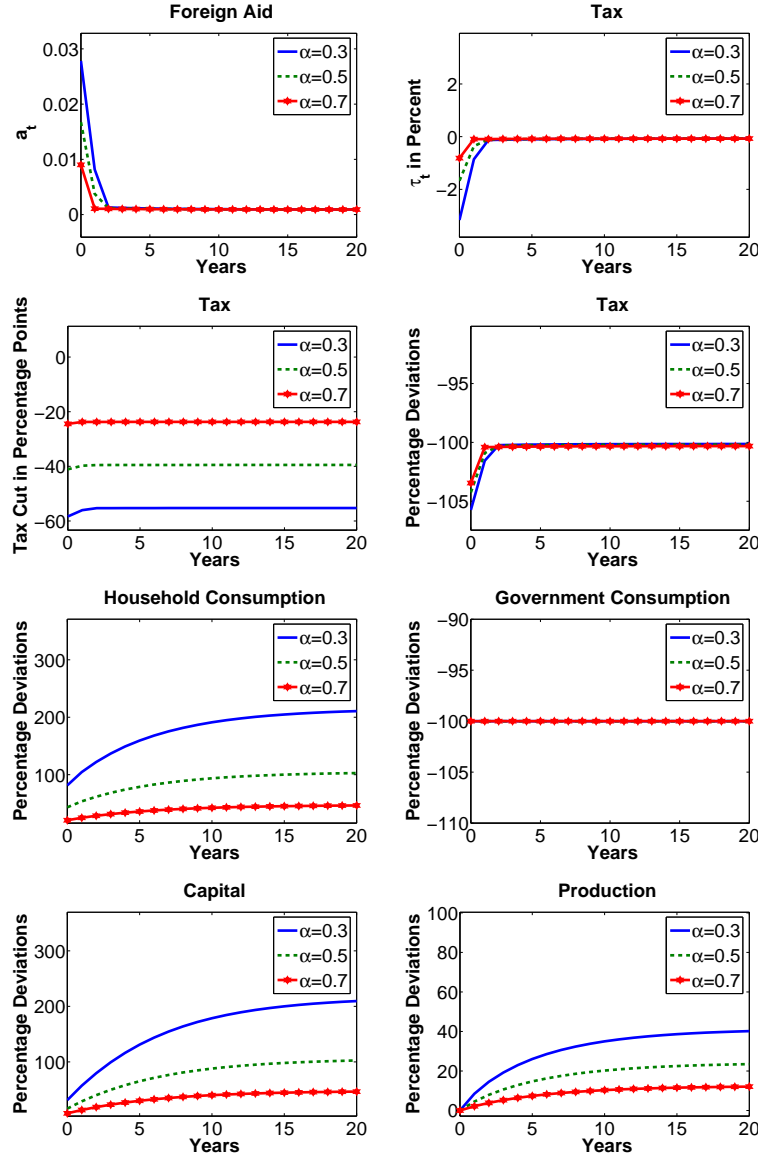 Foreign Aid
a_t
0.03
0.02
0.01
0
α=0.3
α=0.5
α=0.7
0 5 10 15 20
Years
Tax
τ_t in Percent
2
0
−2
α=0.3
α=0.5
α=0.7
0 5 10 15 20
Years
Tax
Tax Cut in Percentage Points
0
−20
−40
−60
α=0.3
α=0.5
α=0.7
0 5 10 15 20
Years
Tax
Percentage Deviations
−95
−100
−105
α=0.3
α=0.5
α=0.7
0 5 10 15 20
Years
Household Consumption
Percentage Deviations
300
200
100
α=0.3
α=0.5
α=0.7
0 5 10 15 20
Years
Government Consumption
Percentage Deviations
−90
−95
−100
−105
−110
α=0.3
α=0.5
α=0.7
0 5 10 15 20
Years
Capital
Percentage Deviations
300
200
100
α=0.3
α=0.5
α=0.7
0 5 10 15 20
Years
Production
Percentage Deviations
100
80
60
40
20
0
α=0.3
α=0.5
α=0.7
0 5 10 15 20
Years